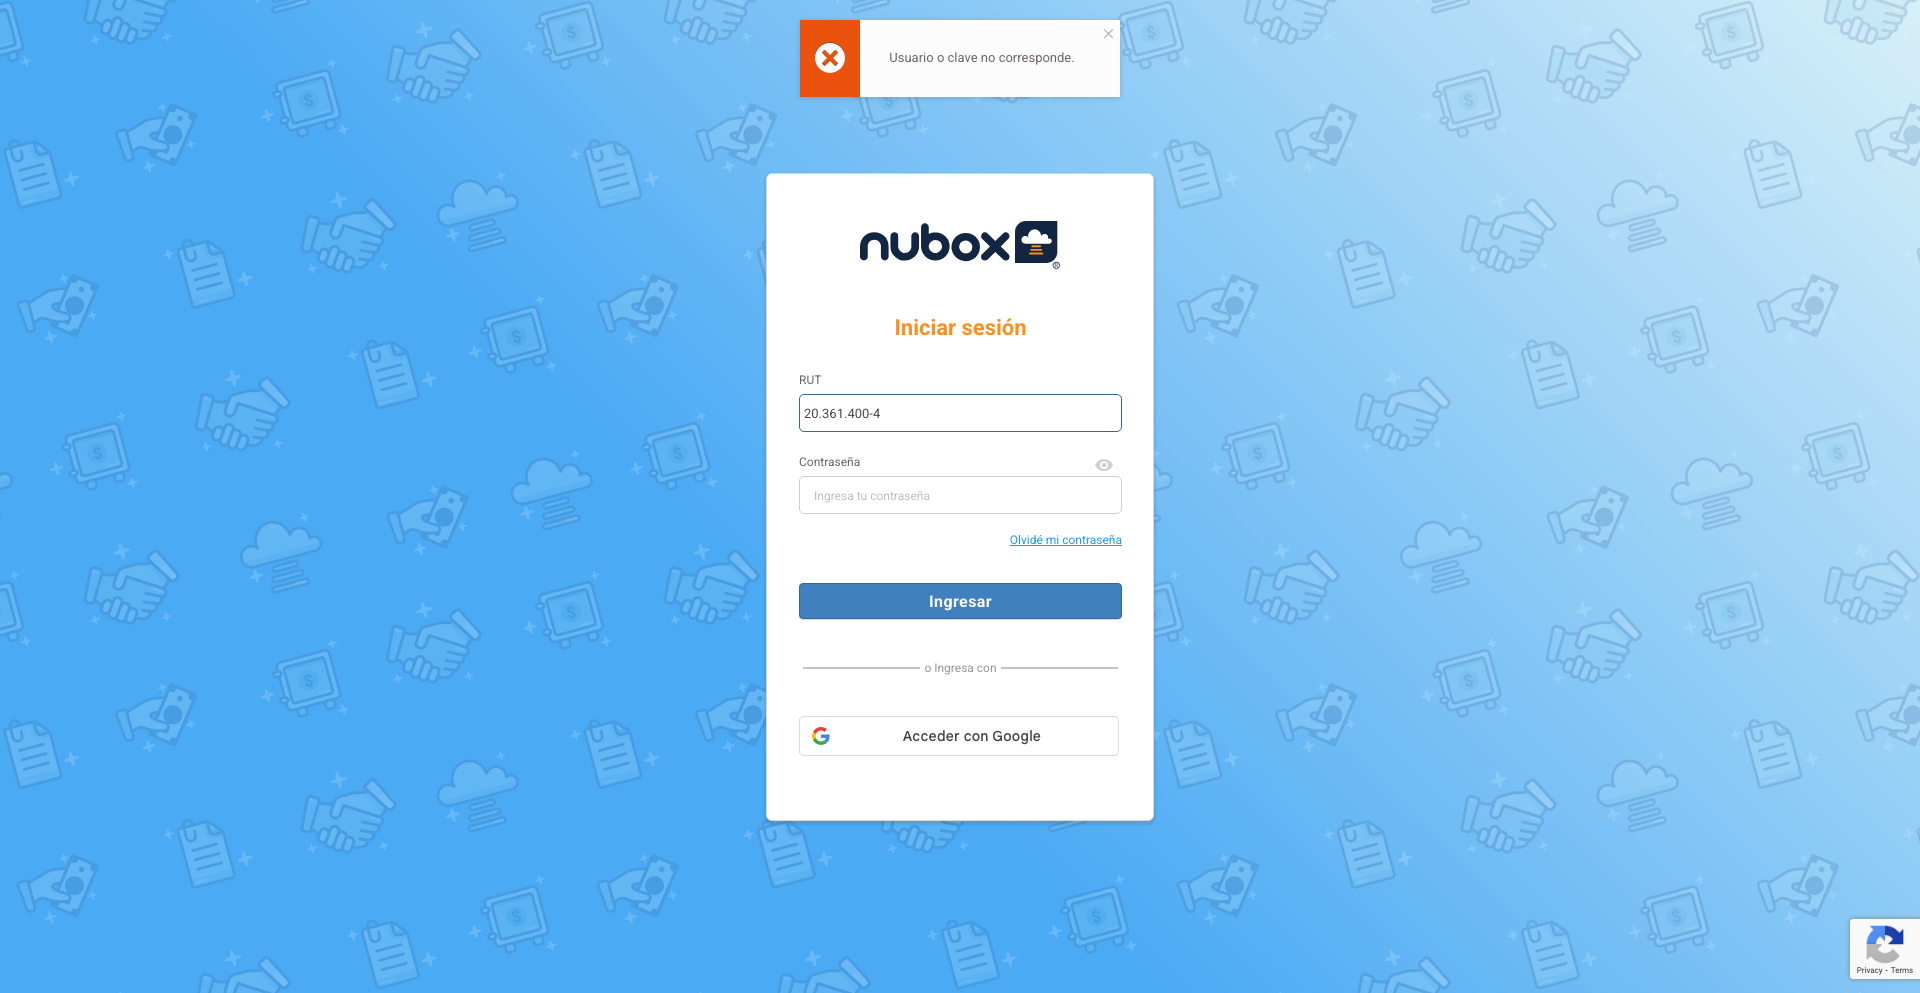 Usuario o clave no corresponde.
nubox
®
Iniciar sesión
RUT
20.361.400-4
Contraseña
Ingresa tu contraseña
Olvidé mi contraseña
Ingresar
o Ingresa con
Acceder con Google
Privacy - Terms